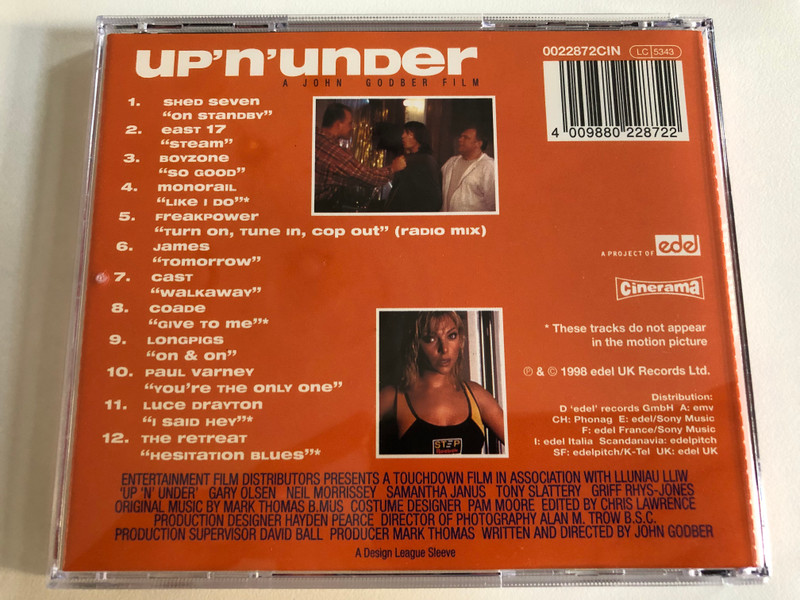 UP'N'UNDER
A JOHN GODBER FILM
0022872CIN LC 5343
4 009880 228722
1. SHED SEVEN
"ON STANDBY"
2. EAST 17
"STEAM"
3. BOYZONE
"SO GOOD"
4. MONORAIL
"LIKE I DO"*
5. FREAKPOWER
"TURN ON, TUNE IN, COP OUT" (RADIO MIX)
6. JAMES
"TOMORROW"
7. CAST
"WALKAWAY"
8. COADE
"GIVE TO ME"*
9. LONGPIGS
"ON & ON"
10. PAUL VARNEY
"YOU'RE THE ONLY ONE"
11. LUCE DRAYTON
"I SAID HEY"*
12. THE RETREAT
"HESITATION BLUES"*
A PROJECT OF edel
Cinerama
* These tracks do not appear
in the motion picture
℗ & © 1998 edel UK Records Ltd.
Distribution:
D 'edel' records GmbH A: emv
CH: Phonag E: edel/Sony Music
F: edel France/Sony Music
I: edel Italia Scandanavia: edelpitch
SF: edelpitch/K-Tel UK: edel UK
STEP
ENTERTAINMENT FILM DISTRIBUTORS PRESENTS A TOUCHDOWN FILM IN ASSOCIATION WITH LLUNIAU LLIW
'UP 'N' UNDER' GARY OLSEN NEIL MORRISSEY SAMANTHA JANUS TONY SLATTERY GRIFF RHYS-JONES
ORIGINAL MUSIC BY MARK THOMAS B.MUS COSTUME DESIGNER PAM MOORE EDITED BY CHRIS LAWRENCE
PRODUCTION DESIGNER HAYDEN PEARCE DIRECTOR OF PHOTOGRAPHY ALAN M. TROW B.S.C.
PRODUCTION SUPERVISOR DAVID BALL PRODUCER MARK THOMAS WRITTEN AND DIRECTED BY JOHN GODBER
A Design League Sleeve